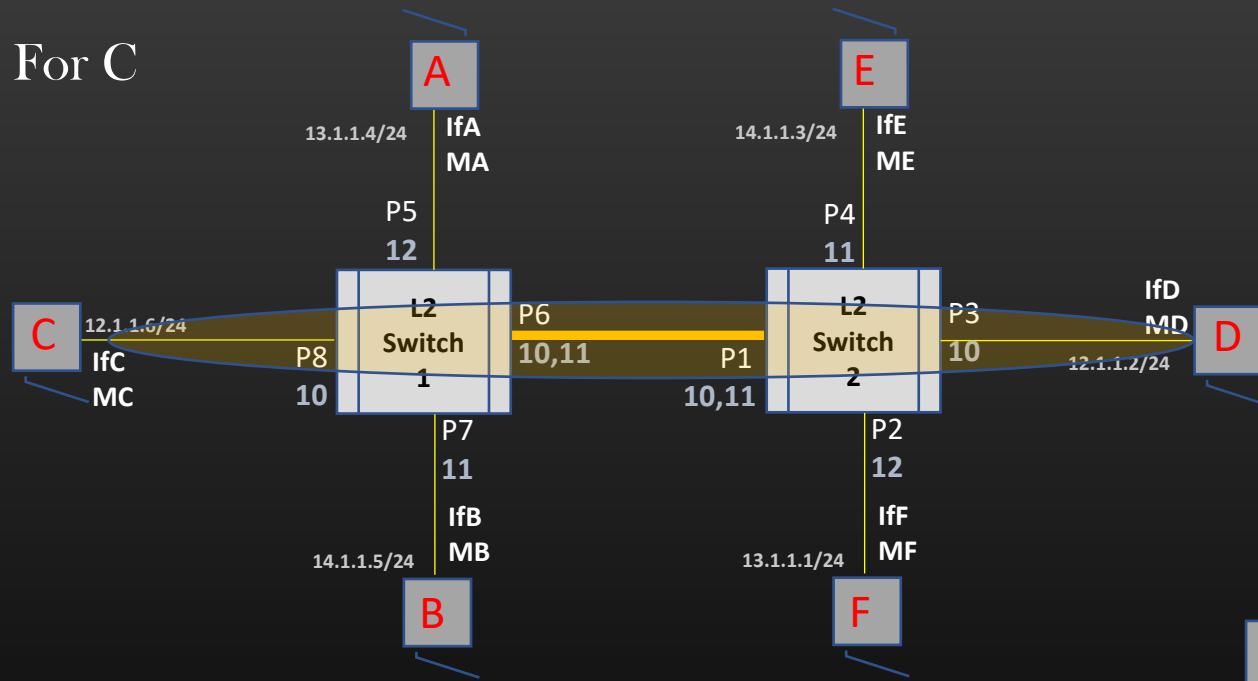 For C
A
E
13.1.1.4/24
IfA
MA
14.1.1.3/24
IfE
ME
P5
12
P4
11
C
12.1.1.6/24
IfC
MC
P8
10
L2
Switch
1
P6
10,11
P1
10,11
L2
Switch
2
P3
10
IfD
MD
12.1.1.2/24
D
P7
11
P2
12
IfB
MB
14.1.1.5/24
IfF
MF
13.1.1.1/24
B
F